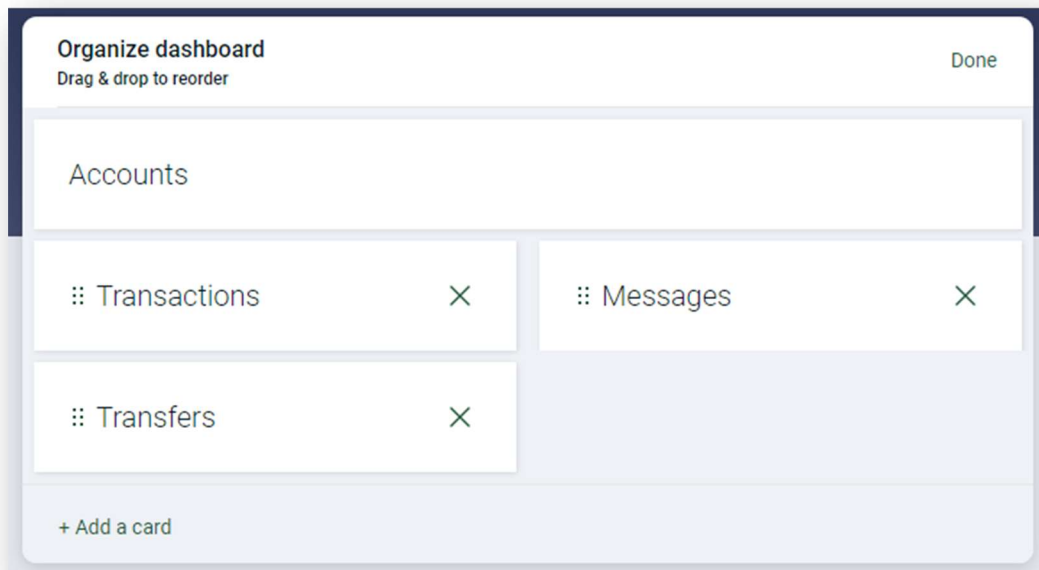 Organize dashboard
Drag & drop to reorder
Done
Accounts
Transactions
Messages
Transfers
+ Add a card